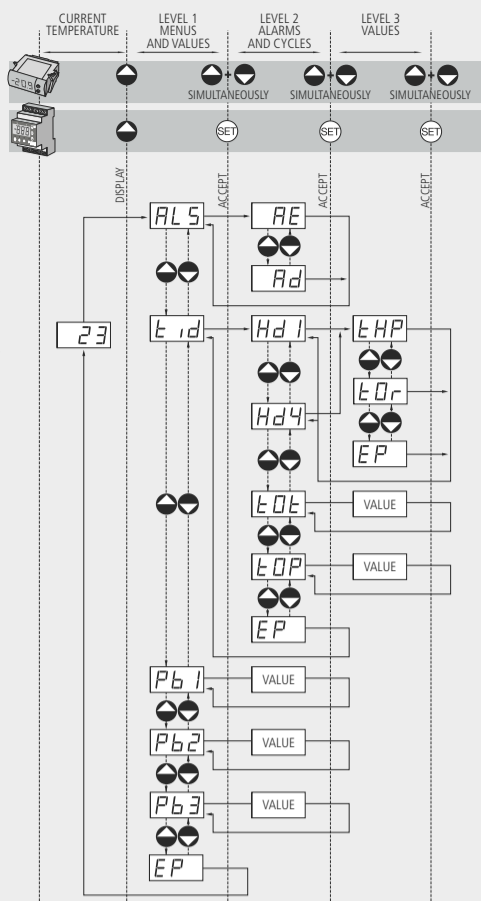 CURRENT TEMPERATURE
LEVEL 1 MENUS AND VALUES
LEVEL 2 ALARMS AND CYCLES
LEVEL 3 VALUES
-209
+
+
+
SIMULTANEOUSLY
SIMULTANEOUSLY
SIMULTANEOUSLY
SET
SET
SET
DISPLAY
ACCEPT
ACCEPT
ACCEPT
ALS
AE
Ad
23
tid
Hd1
tHP
tOr
Hd4
EP
tOt
VALUE
tOP
VALUE
EP
Pb1
VALUE
Pb2
VALUE
Pb3
VALUE
EP